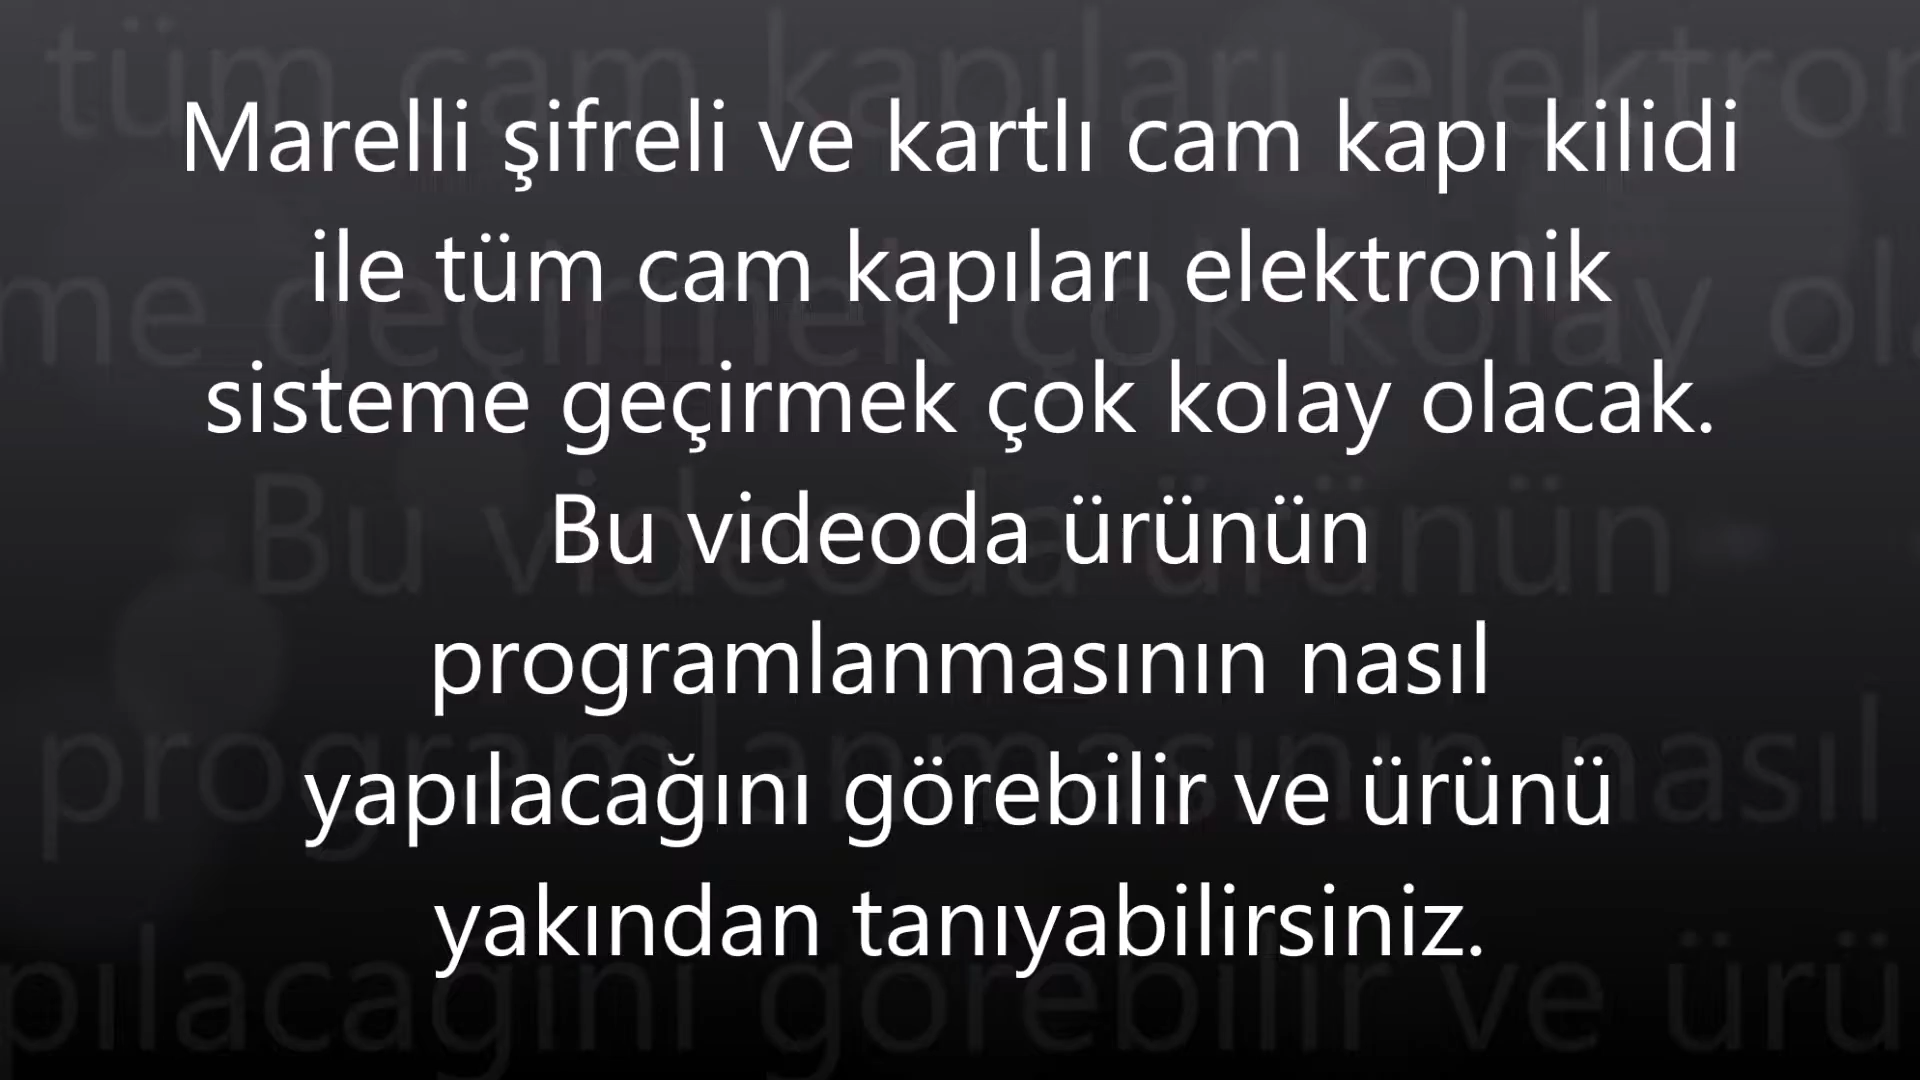 Marelli şifreli ve kartlı cam kapı kilidi
ile tüm cam kapıları elektronik
sisteme geçirmek çok kolay olacak.
Bu videoda ürünün
programlanmasının nasıl
yapılacağını görebilir ve ürünü
yakından tanıyabilirsiniz.